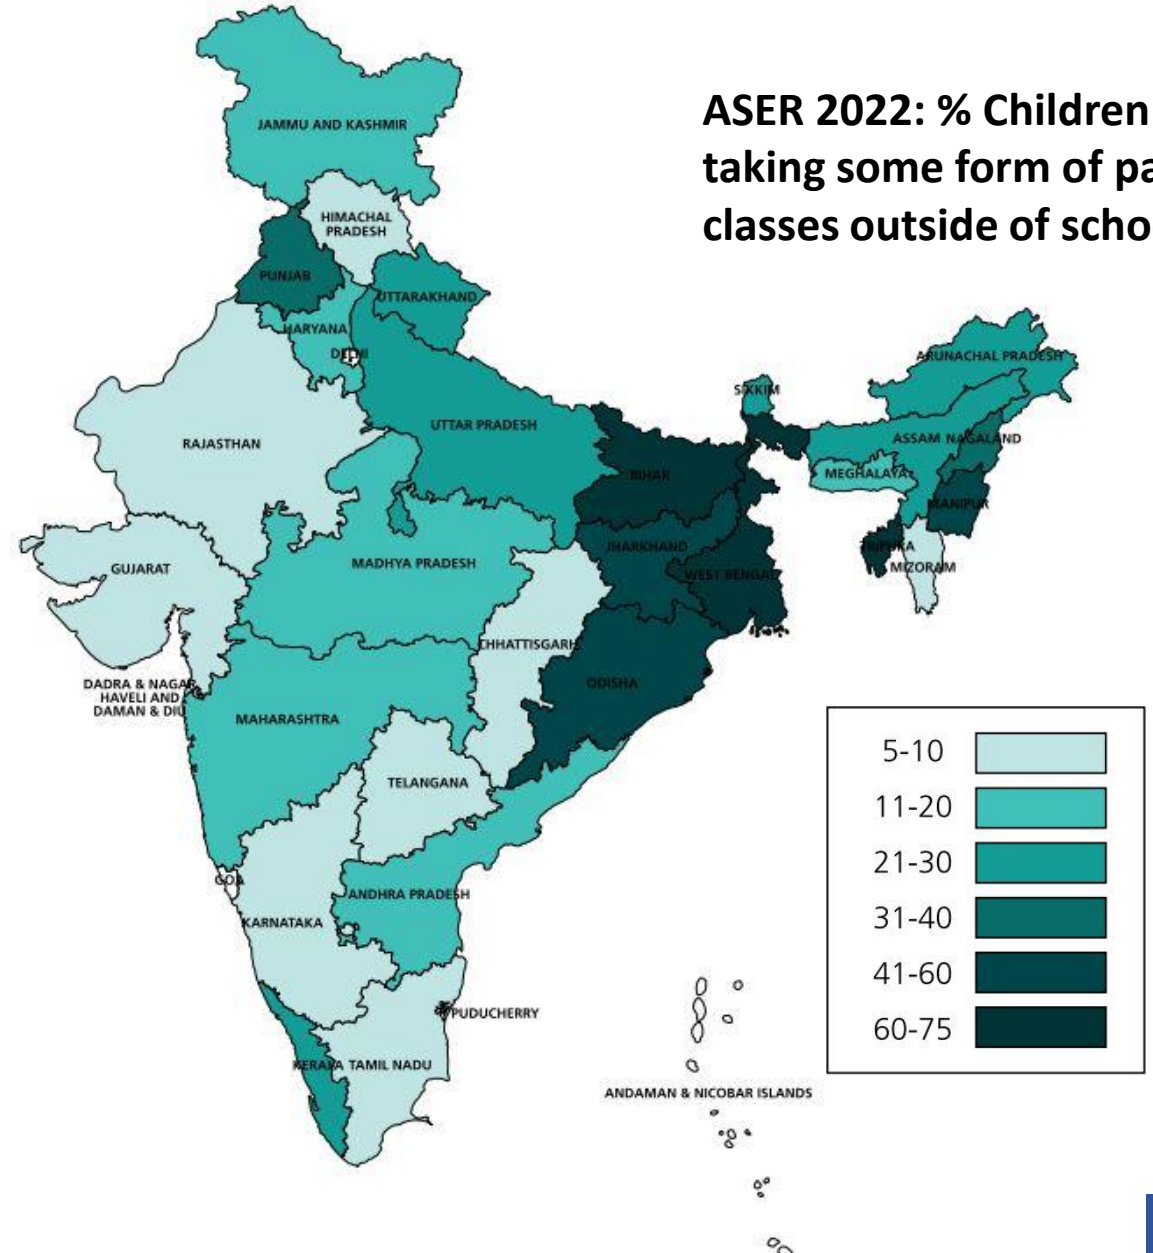 ASER 2022: % Children
taking some form of pa
classes outside of scho
JAMMU AND KASHMIR
HIMACHAL
PRADESH
PUNJAB
UTTARAKHAND
HARYANA
DELHI
ARUNACHAL PRADESH
SIKKIM
UTTAR PRADESH
RAJASTHAN
ASSAM
NAGALAND
BIHAR
MEGHALAYA
MANIPUR
JHARKHAND
TRIPURA
MADHYA PRADESH
GUJARAT
MIZORAM
WEST BENGAL
CHHATTISGARH
DADRA & NAGAR
HAVELI AND
DAMAN & DIU
ODISHA
MAHARASHTRA
TELANGANA
GOA
ANDHRA PRADESH
KARNATAKA
PUDUCHERRY
KERALA
TAMIL NADU
ANDAMAN & NICOBAR ISLANDS
5-10
11-20
21-30
31-40
41-60
60-75